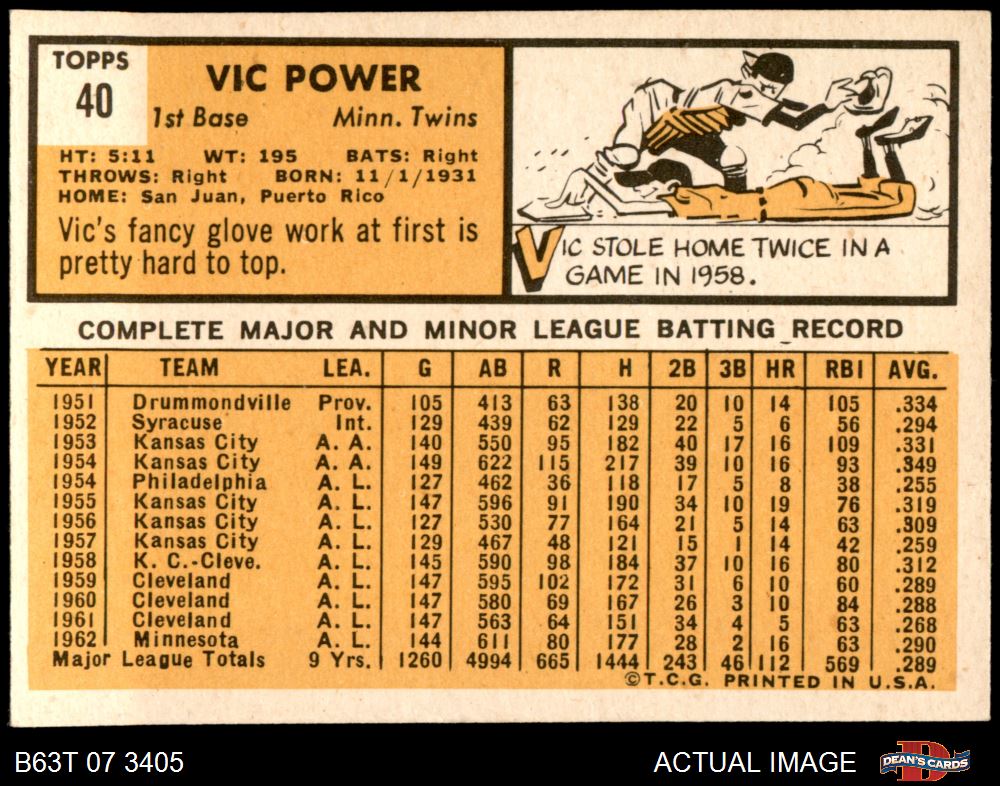 TOPPS
40
VIC POWER
1st Base Minn. Twins
HT: 5:11 WT: 195 BATS: Right
THROWS: Right BORN: 11/1/1931
HOME: San Juan, Puerto Rico
Vic's fancy glove work at first is
pretty hard to top.
VIC STOLE HOME TWICE IN A
GAME IN 1958.
COMPLETE MAJOR AND MINOR LEAGUE BATTING RECORD
YEAR TEAM LEA. G AB R H 2B 3B HR RBI AVG.
1951 Drummondville Prov. 105 413 63 138 20 10 14 105 .334
1952 Syracuse Int. 129 439 62 129 22 5 6 56 .294
1953 Kansas City A. A. 140 550 95 182 40 17 16 109 .331
1954 Kansas City A. A. 149 622 115 217 39 10 16 93 .349
1954 Philadelphia A. L. 127 462 36 118 17 5 8 38 .255
1955 Kansas City A. L. 147 596 91 190 34 10 19 76 .319
1956 Kansas City A. L. 127 530 77 164 21 5 14 63 .309
1957 Kansas City A. L. 129 467 48 121 15 1 14 42 .259
1958 K. C.-Cleve. A. L. 145 590 98 184 37 10 16 80 .312
1959 Cleveland A. L. 147 595 102 172 31 6 10 60 .289
1960 Cleveland A. L. 147 580 69 167 26 3 10 84 .288
1961 Cleveland A. L. 147 563 64 151 34 4 5 63 .268
1962 Minnesota A. L. 144 611 80 177 28 2 16 63 .290
Major League Totals 9 Yrs. 1260 4994 665 1444 243 46 112 569 .289
©T.C.G. PRINTED IN U.S.A.
B63T 07 3405 ACTUAL IMAGE DEAN'S CARDS